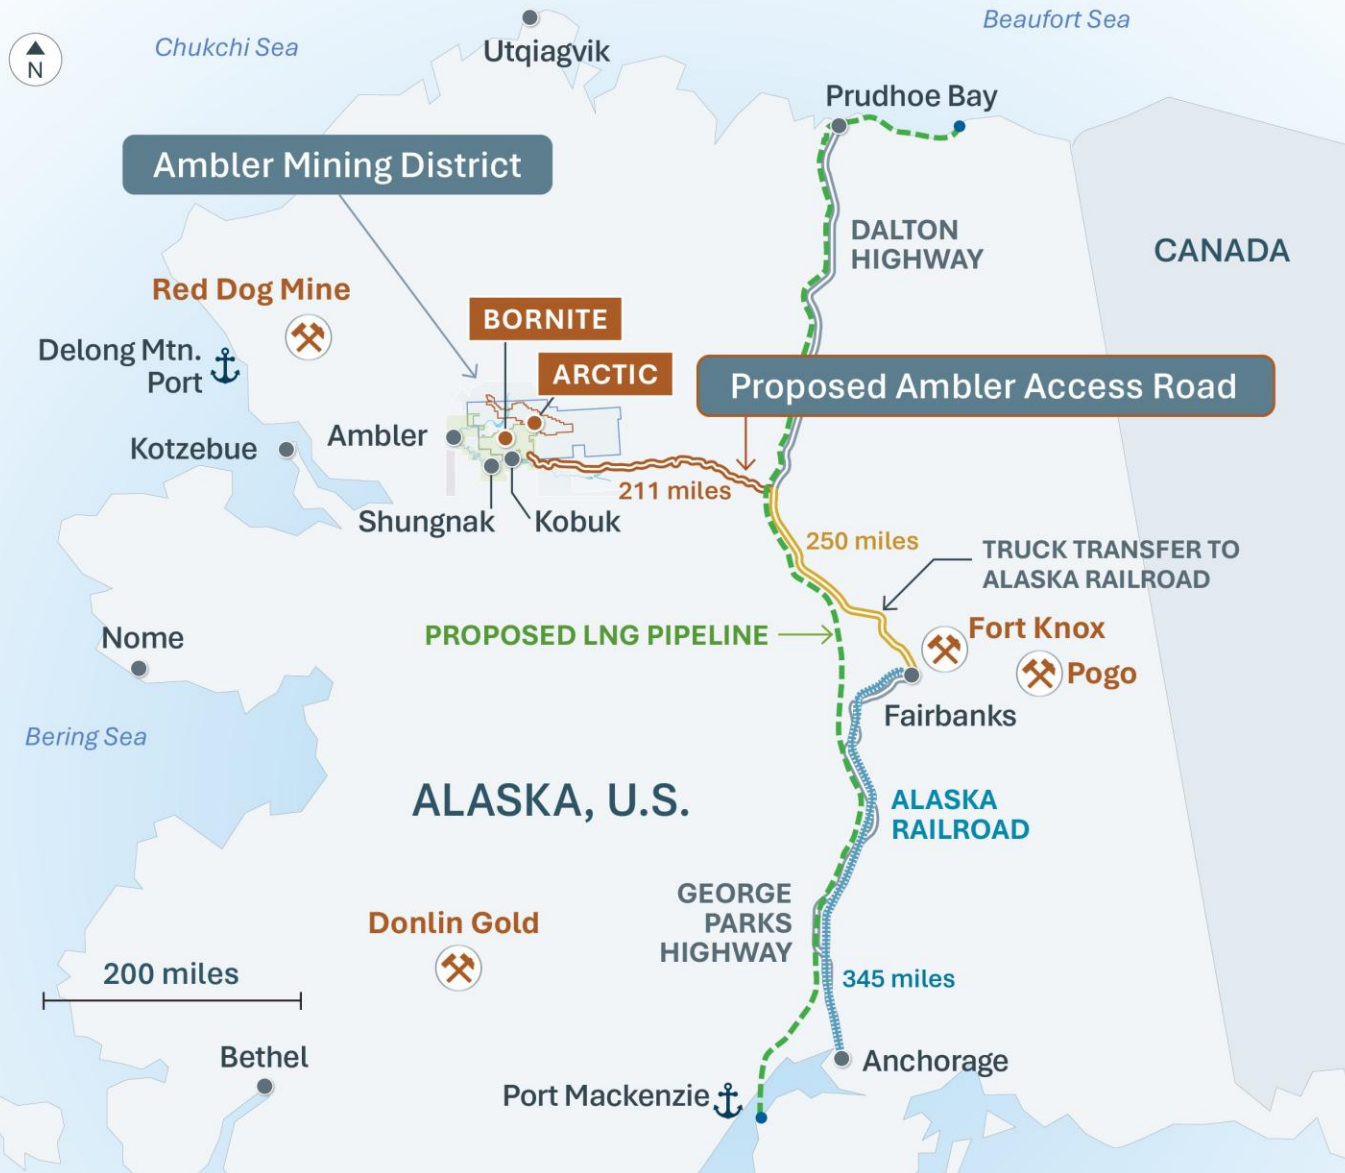 Chukchi Sea
Beaufort Sea
N
Utqiagvik
Prudhoe Bay
Ambler Mining District
DALTON
HIGHWAY
CANADA
Red Dog Mine
BORNITE
Delong Mtn.
Port
ARCTIC
Proposed Ambler Access Road
Ambler
Kotzebue
211 miles
Shungnak
Kobuk
250 miles
TRUCK TRANSFER TO
ALASKA RAILROAD
PROPOSED LNG PIPELINE
Fort Knox
Nome
Pogo
Fairbanks
Bering Sea
ALASKA, U.S.
ALASKA
RAILROAD
GEORGE
PARKS
HIGHWAY
Donlin Gold
200 miles
345 miles
Bethel
Anchorage
Port Mackenzie